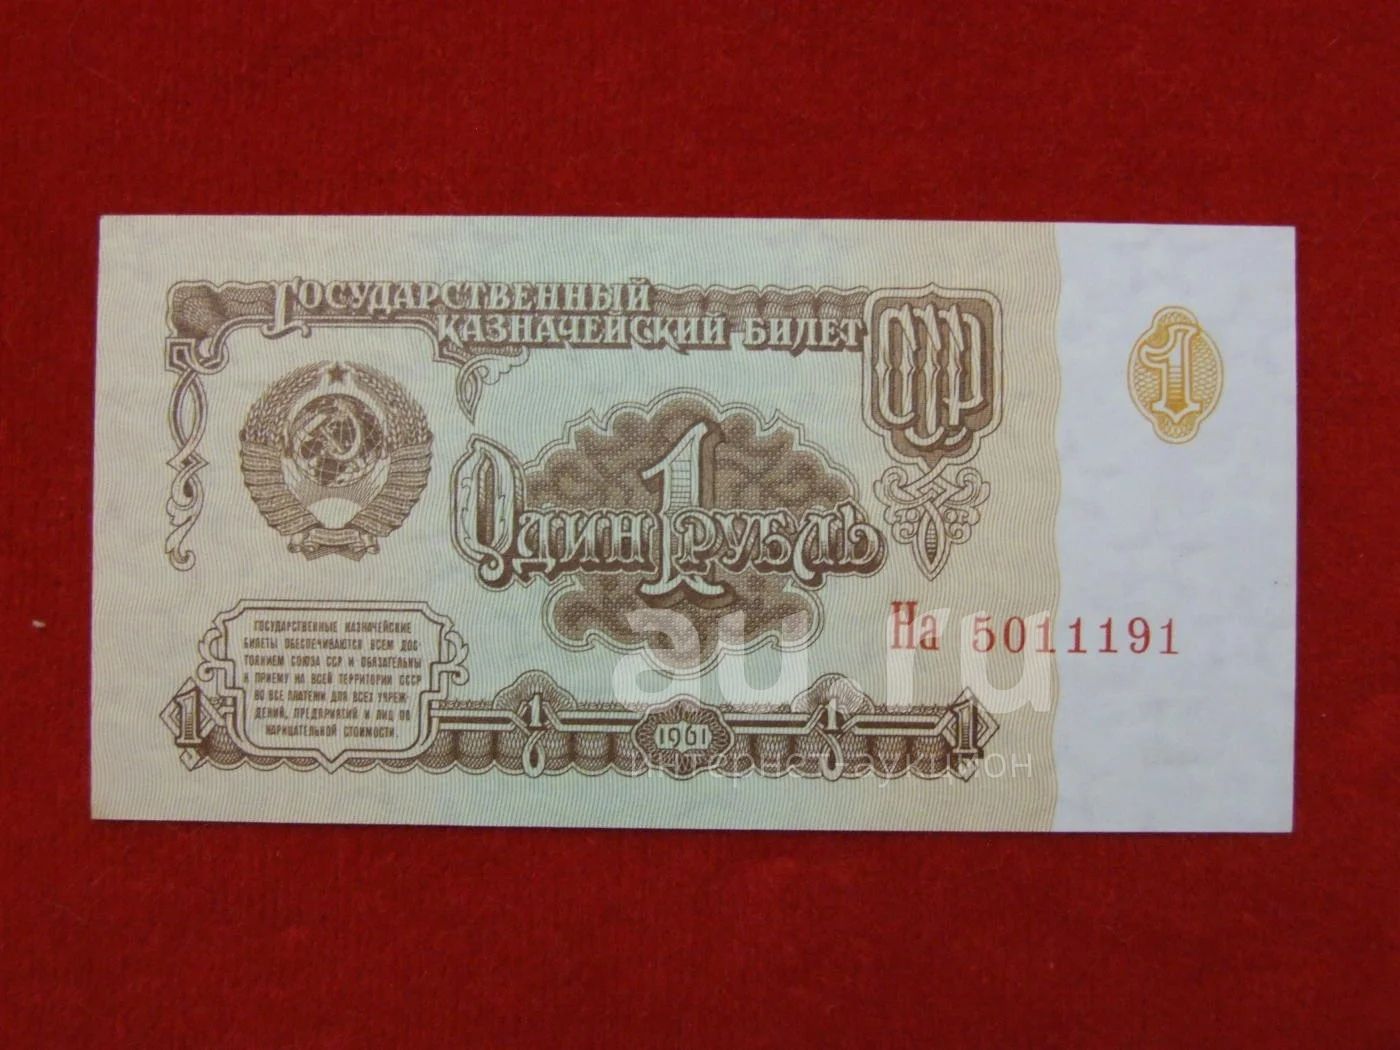 ГОСУДАРСТВЕННЫЙ
КАЗНАЧЕЙСКИЙ БИЛЕТ
СССР
1
ОДИН 1 РУБЛЬ
На 5011191
ГОСУДАРСТВЕННЫЕ КАЗНАЧЕЙСКИЕ
БИЛЕТЫ ОБЕСПЕЧИВАЮТСЯ ВСЕМ ДОС-
ТОЯНИЕМ СОЮЗА ССР И ОБЯЗАТЕЛЬНЫ
К ПРИЕМУ НА ВСЕЙ ТЕРРИТОРИИ СССР
ВО ВСЕ ПЛАТЕЖИ ДЛЯ ВСЕХ УЧРЕЖ-
ДЕНИЙ, ПРЕДПРИЯТИЙ И ЛИЦ ПО
НАРИЦАТЕЛЬНОЙ СТОИМОСТИ.
1 1 1961 1 1
au.ru
интернет-аукцион